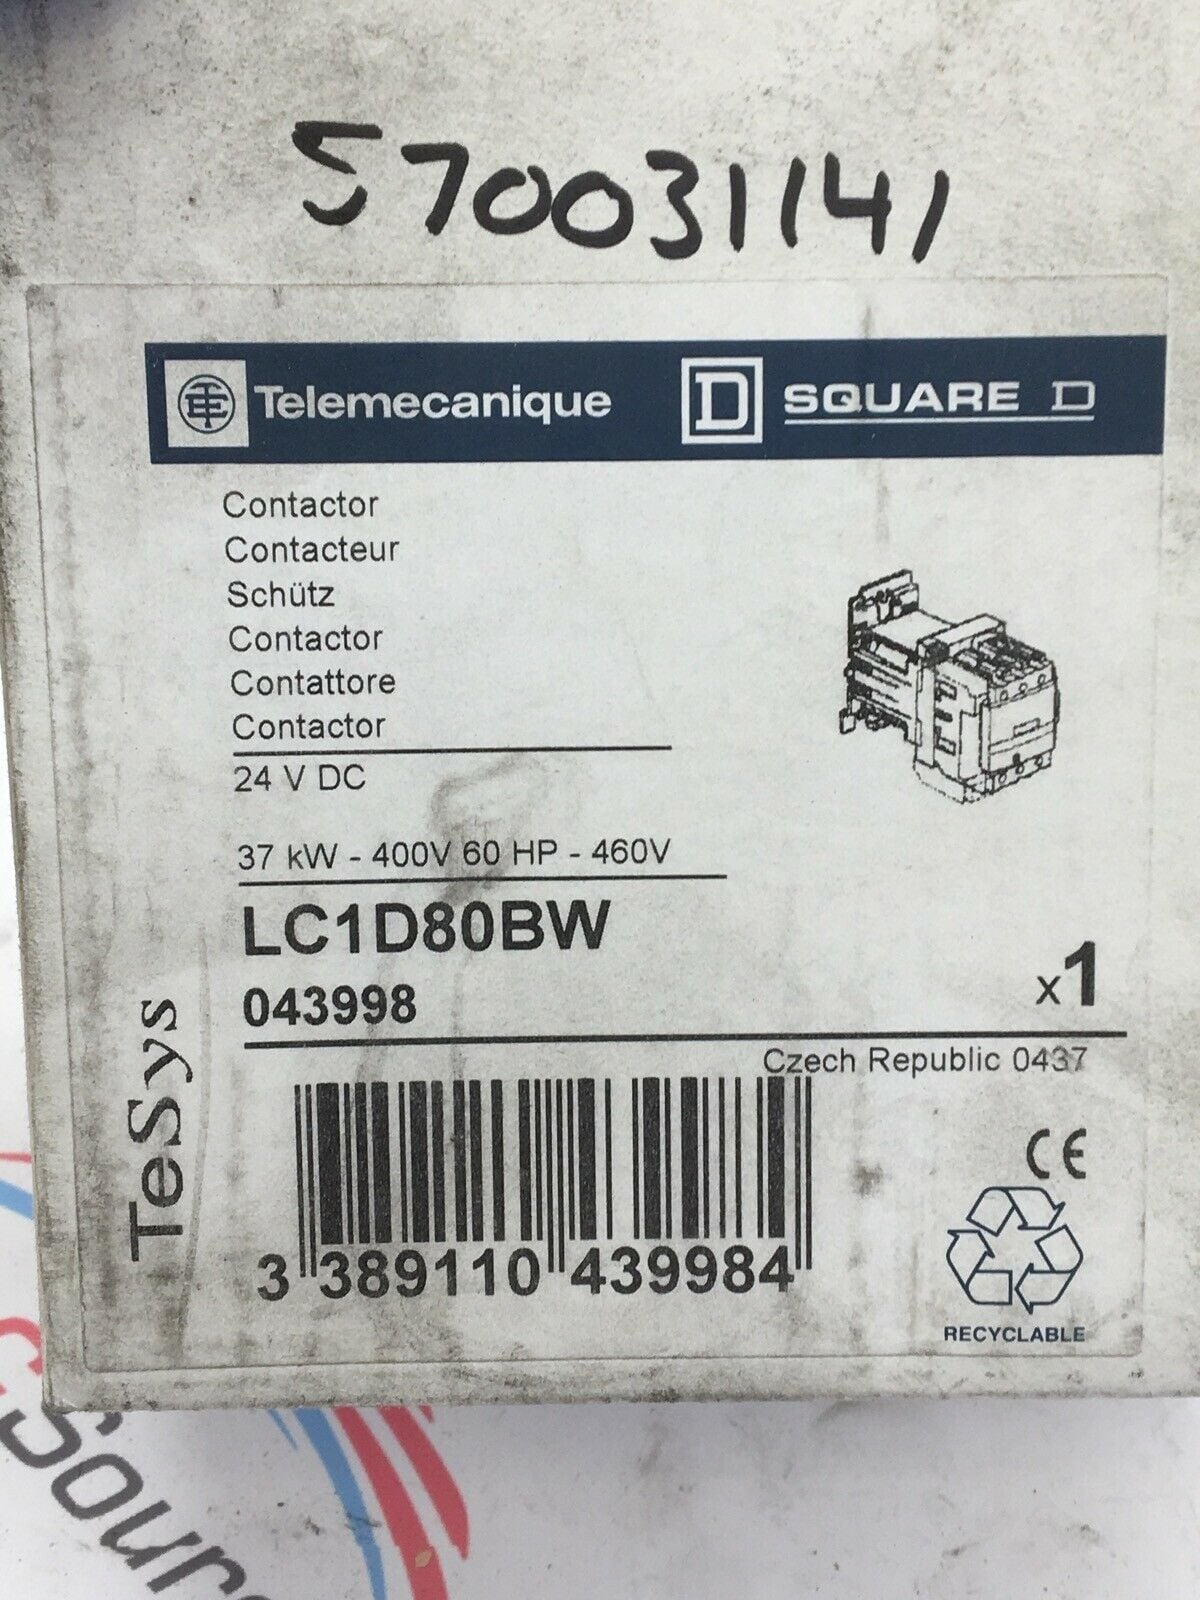 570031141
TE Telemecanique D SQUARE D
Contactor
Contacteur
Schütz
Contactor
Contattore
Contactor
24 V DC
37 kW - 400V 60 HP - 460V
LC1D80BW
043998
x1
Czech Republic 0437
TeSys
3 389110 439984
CE
RECYCLABLE